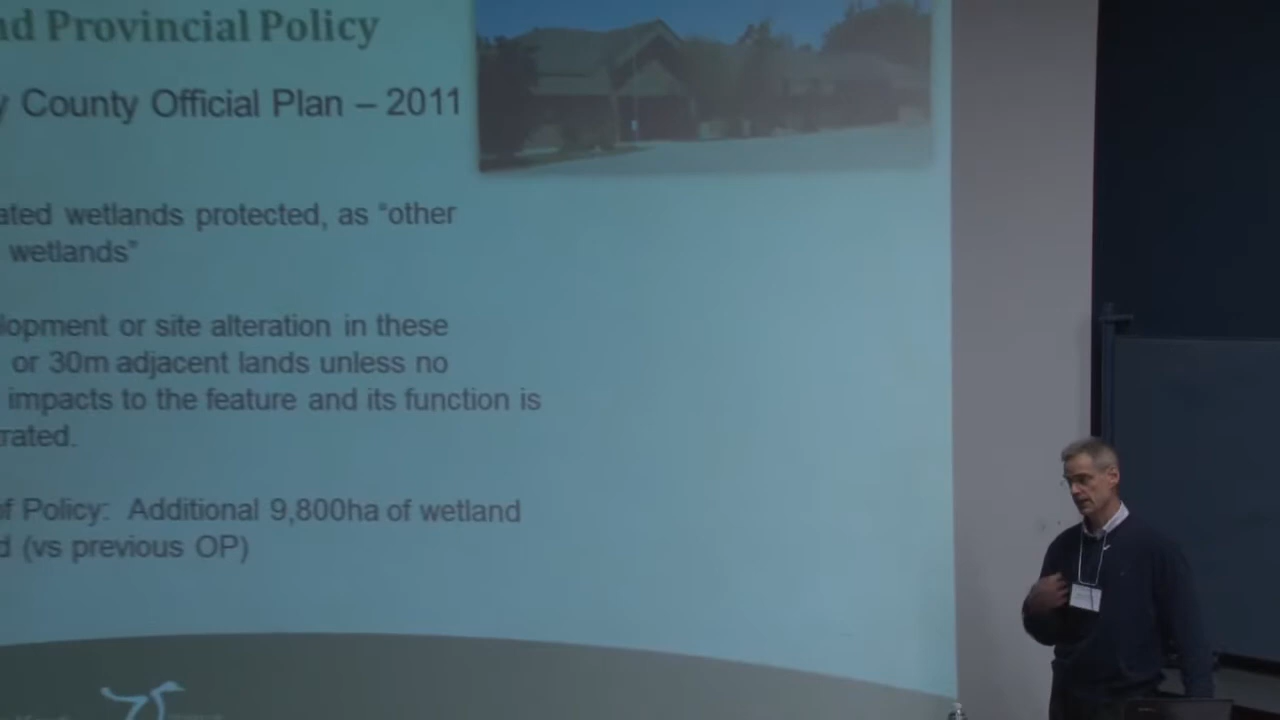 nd Provincial Policy
y County Official Plan – 2011
ated wetlands protected, as "other
wetlands"
lopment or site alteration in these
or 30m adjacent lands unless no
impacts to the feature and its function is
rated.
of Policy: Additional 9,800ha of wetland
d (vs previous OP)